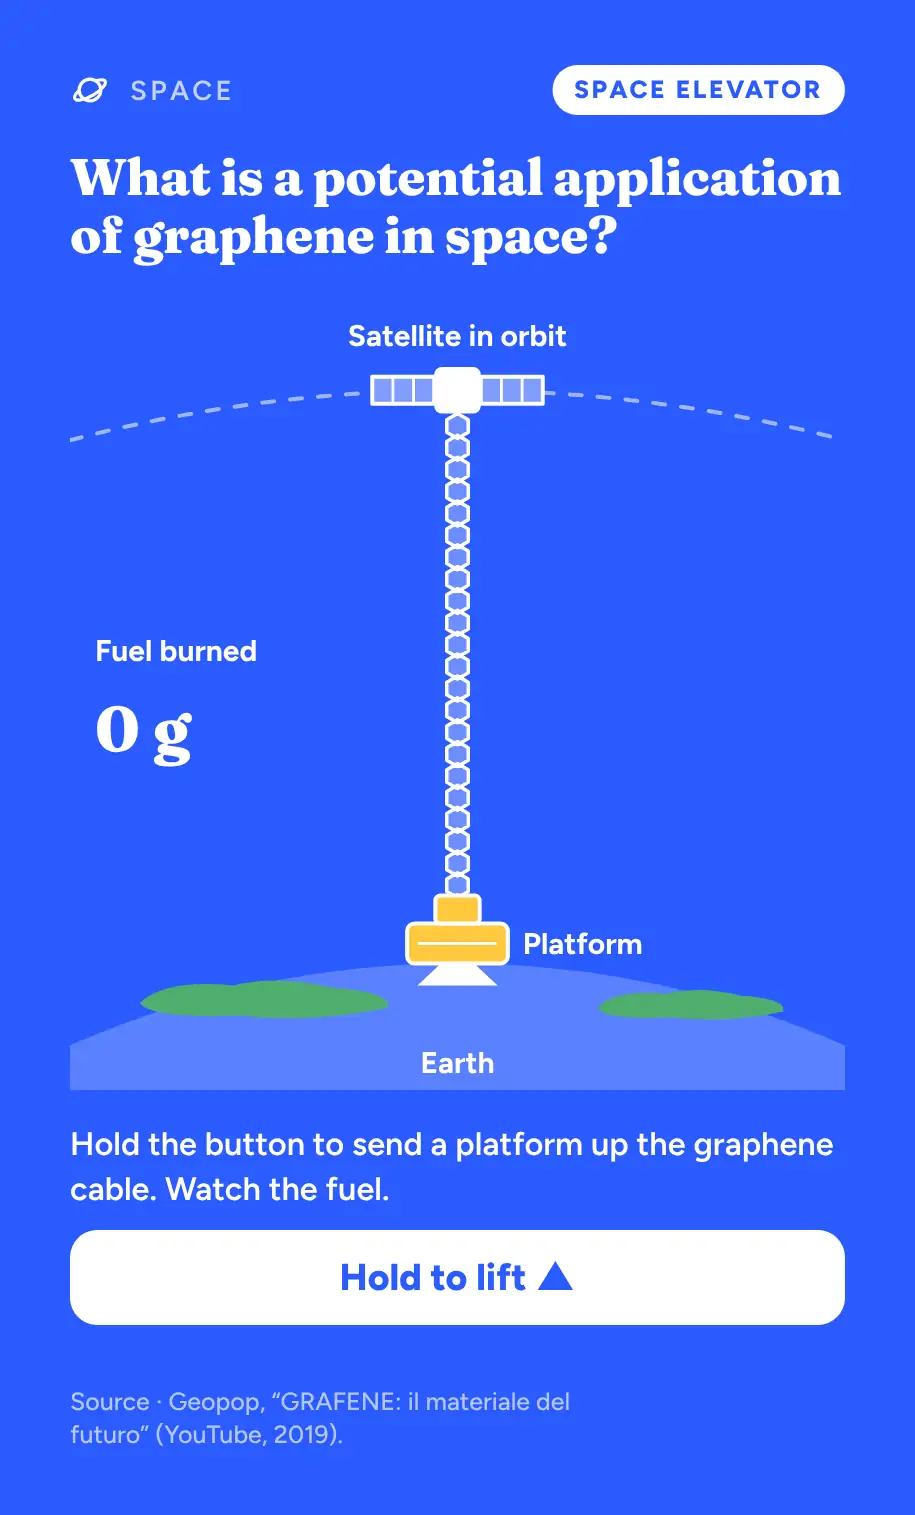 SPACE
SPACE ELEVATOR
What is a potential application
of graphene in space?
Satellite in orbit
Fuel burned
0 g
Platform
Earth
Hold the button to send a platform up the graphene
cable. Watch the fuel.
Hold to lift ▲
Source · Geopop, “GRAFENE: il materiale del
futuro” (YouTube, 2019).